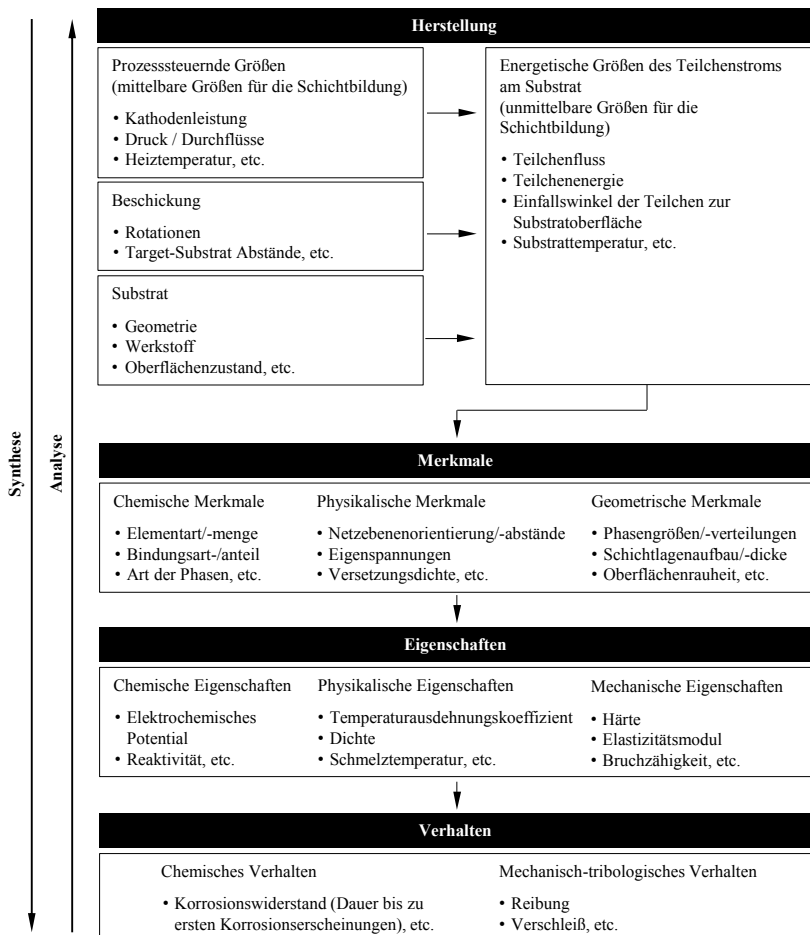 Synthese
Analyse
Herstellung
Prozesssteuernde Größen
(mittelbare Größen für die Schichtbildung)
• Kathodenleistung
• Druck / Durchflüsse
• Heiztemperatur, etc.
Beschickung
• Rotationen
• Target-Substrat Abstände, etc.
Substrat
• Geometrie
• Werkstoff
• Oberflächenzustand, etc.
Energetische Größen des Teilchenstroms
am Substrat
(unmittelbare Größen für die
Schichtbildung)
• Teilchenfluss
• Teilchenenergie
• Einfallswinkel der Teilchen zur
Substratoberfläche
• Substrattemperatur, etc.
Merkmale
Chemische Merkmale
• Elementart/-menge
• Bindungsart-/anteil
• Art der Phasen, etc.
Physikalische Merkmale
• Netzebenenorientierung/-abstände
• Eigenspannungen
• Versetzungsdichte, etc.
Geometrische Merkmale
• Phasengrößen/-verteilungen
• Schichtlagenaufbau/-dicke
• Oberflächenrauheit, etc.
Eigenschaften
Chemische Eigenschaften
• Elektrochemisches
Potential
• Reaktivität, etc.
Physikalische Eigenschaften
• Temperaturausdehnungskoeffizient
• Dichte
• Schmelztemperatur, etc.
Mechanische Eigenschaften
• Härte
• Elastizitätsmodul
• Bruchzähigkeit, etc.
Verhalten
Chemisches Verhalten
• Korrosionswiderstand (Dauer bis zu
ersten Korrosionserscheinungen), etc.
Mechanisch-tribologisches Verhalten
• Reibung
• Verschleiß, etc.